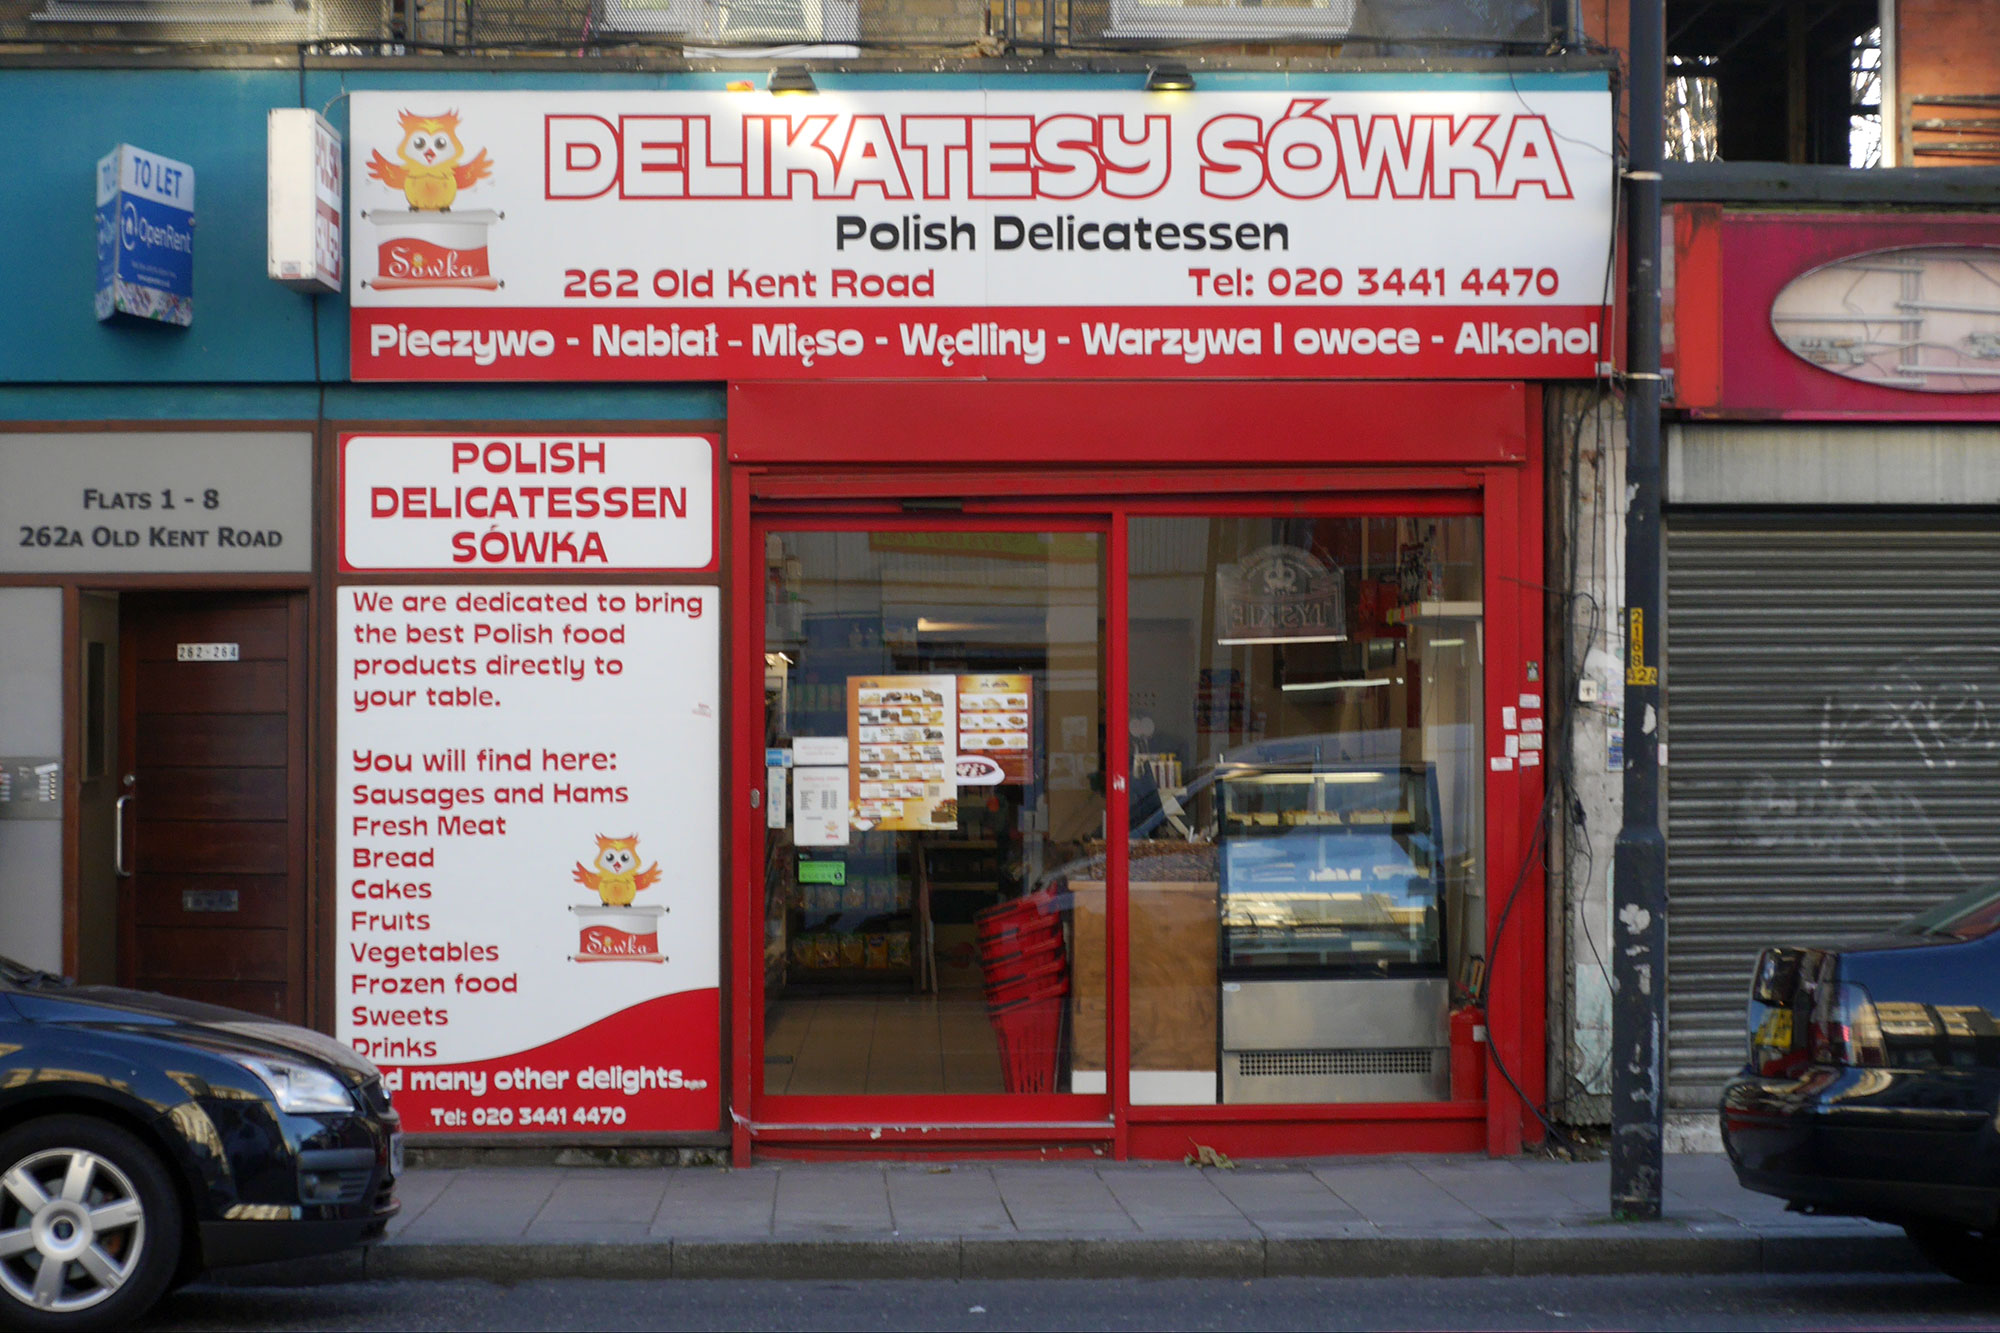 DELIKATESY SÓWKA
Polish Delicatessen
262 Old Kent Road
Tel: 020 3441 4470
Sówka
Pieczywo - Nabiał - Mięso - Wędliny - Warzywa I owoce - Alkohol
TO LET
OpenRent
POLISH
FLATS 1 - 8
262A OLD KENT ROAD
262-264
POLISH
DELICATESSEN
SÓWKA
We are dedicated to bring
the best Polish food
products directly to
your table.
You will find here:
Sausages and Hams
Fresh Meat
Bread
Cakes
Fruits
Vegetables
Frozen food
Sweets
Drinks
many other delights...
Tel: 020 3441 4470
Sówka
TYSKIE